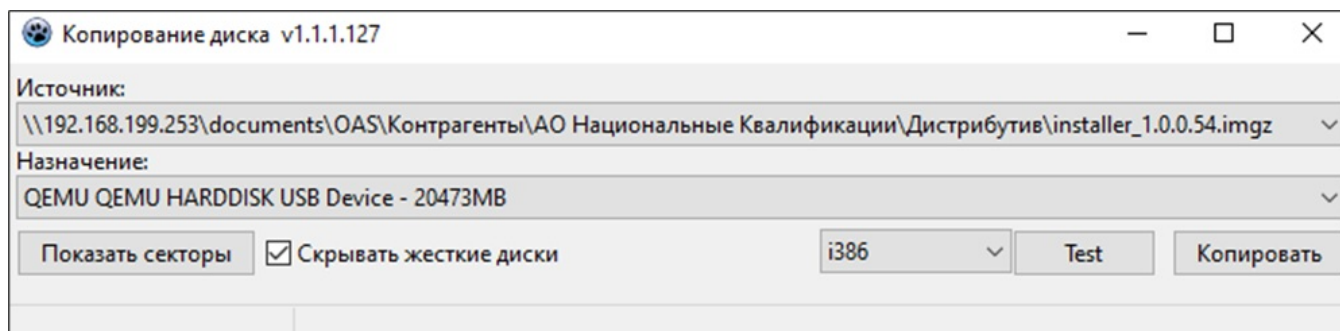 Копирование диска v1.1.1.127
Источник:
\\192.168.199.253\documents\OAS\Контрагенты\АО Национальные Квалификации\Дистрибутив\installer_1.0.0.54.imgz
Назначение:
QEMU QEMU HARDDISK USB Device - 20473MB
Показать секторы Скрывать жесткие диски i386 Test Копировать